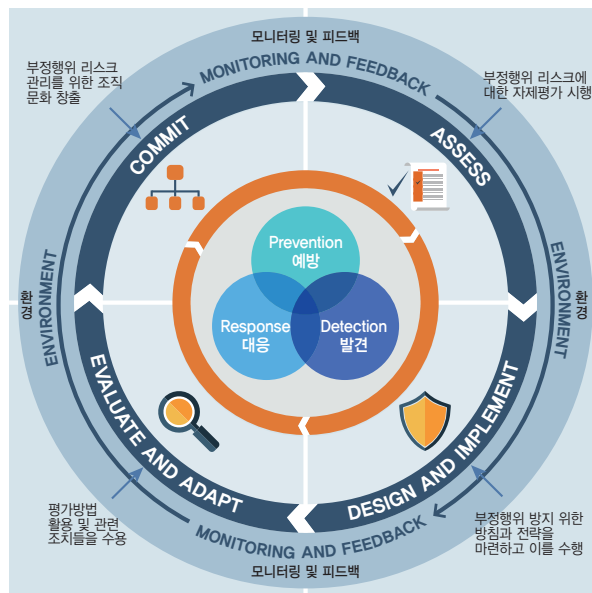 모니터링 및 피드백
MONITORING AND FEEDBACK
부정행위 리스크
관리를 위한 조직
문화 창출
부정행위 리스크에
대한 자제평가 시행
COMMIT
ASSESS
Prevention
예방
Response
대응
Detection
발견
환경
ENVIRONMENT
ENVIRONMENT
환경
EVALUATE AND ADAPT
DESIGN AND IMPLEMENT
평가방법
활용 및 관련
조치들을 수용
부정행위 방지 위한
방침과 전략을
마련하고 이를 수행
MONITORING AND FEEDBACK
모니터링 및 피드백